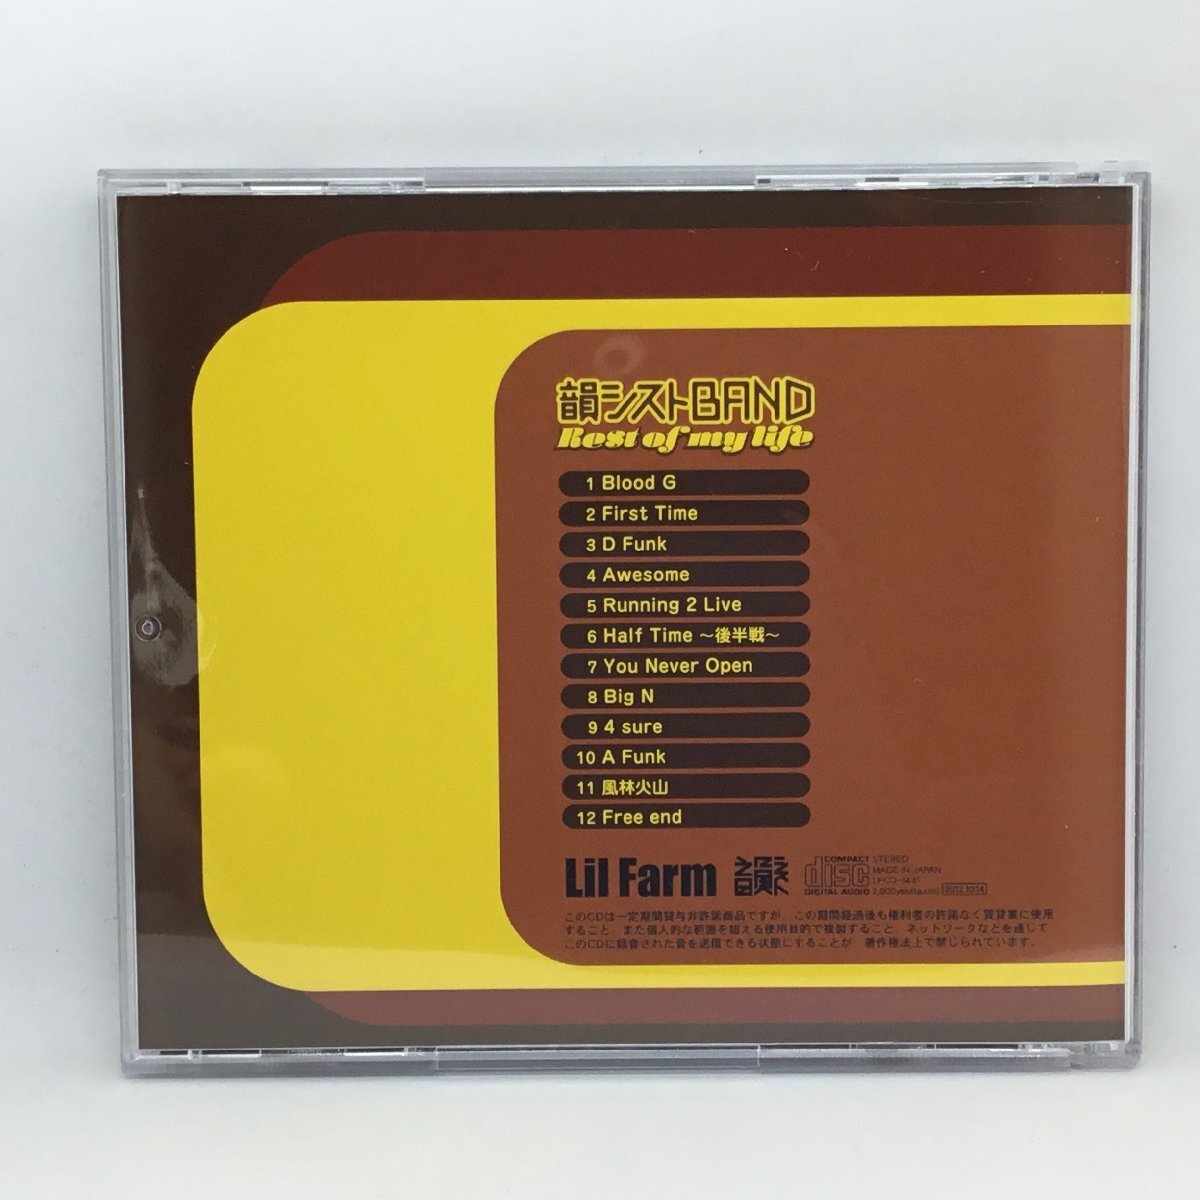 韻シストBAND
Rest of my life
1 Blood G
2 First Time
3 D Funk
4 Awesome
5 Running 2 Live
6 Half Time ～後半戦～
7 You Never Open
8 Big N
9 4 sure
10 A Funk
11 風林火山
12 Free end
Lil Farm
COMPACT
disc
DIGITAL AUDIO
STEREO
MADE IN JAPAN
2012.10.14
このCDは一定期間貸与非許諾商品ですが、この期間経過後も権利者の許諾なく賃貸業に使用
すること、また個人的な範囲を超える使用目的で複製すること、ネットワークなどを通じて
このCDに録音された音を送信できる状態にすることが、著作権法上で禁じられています。